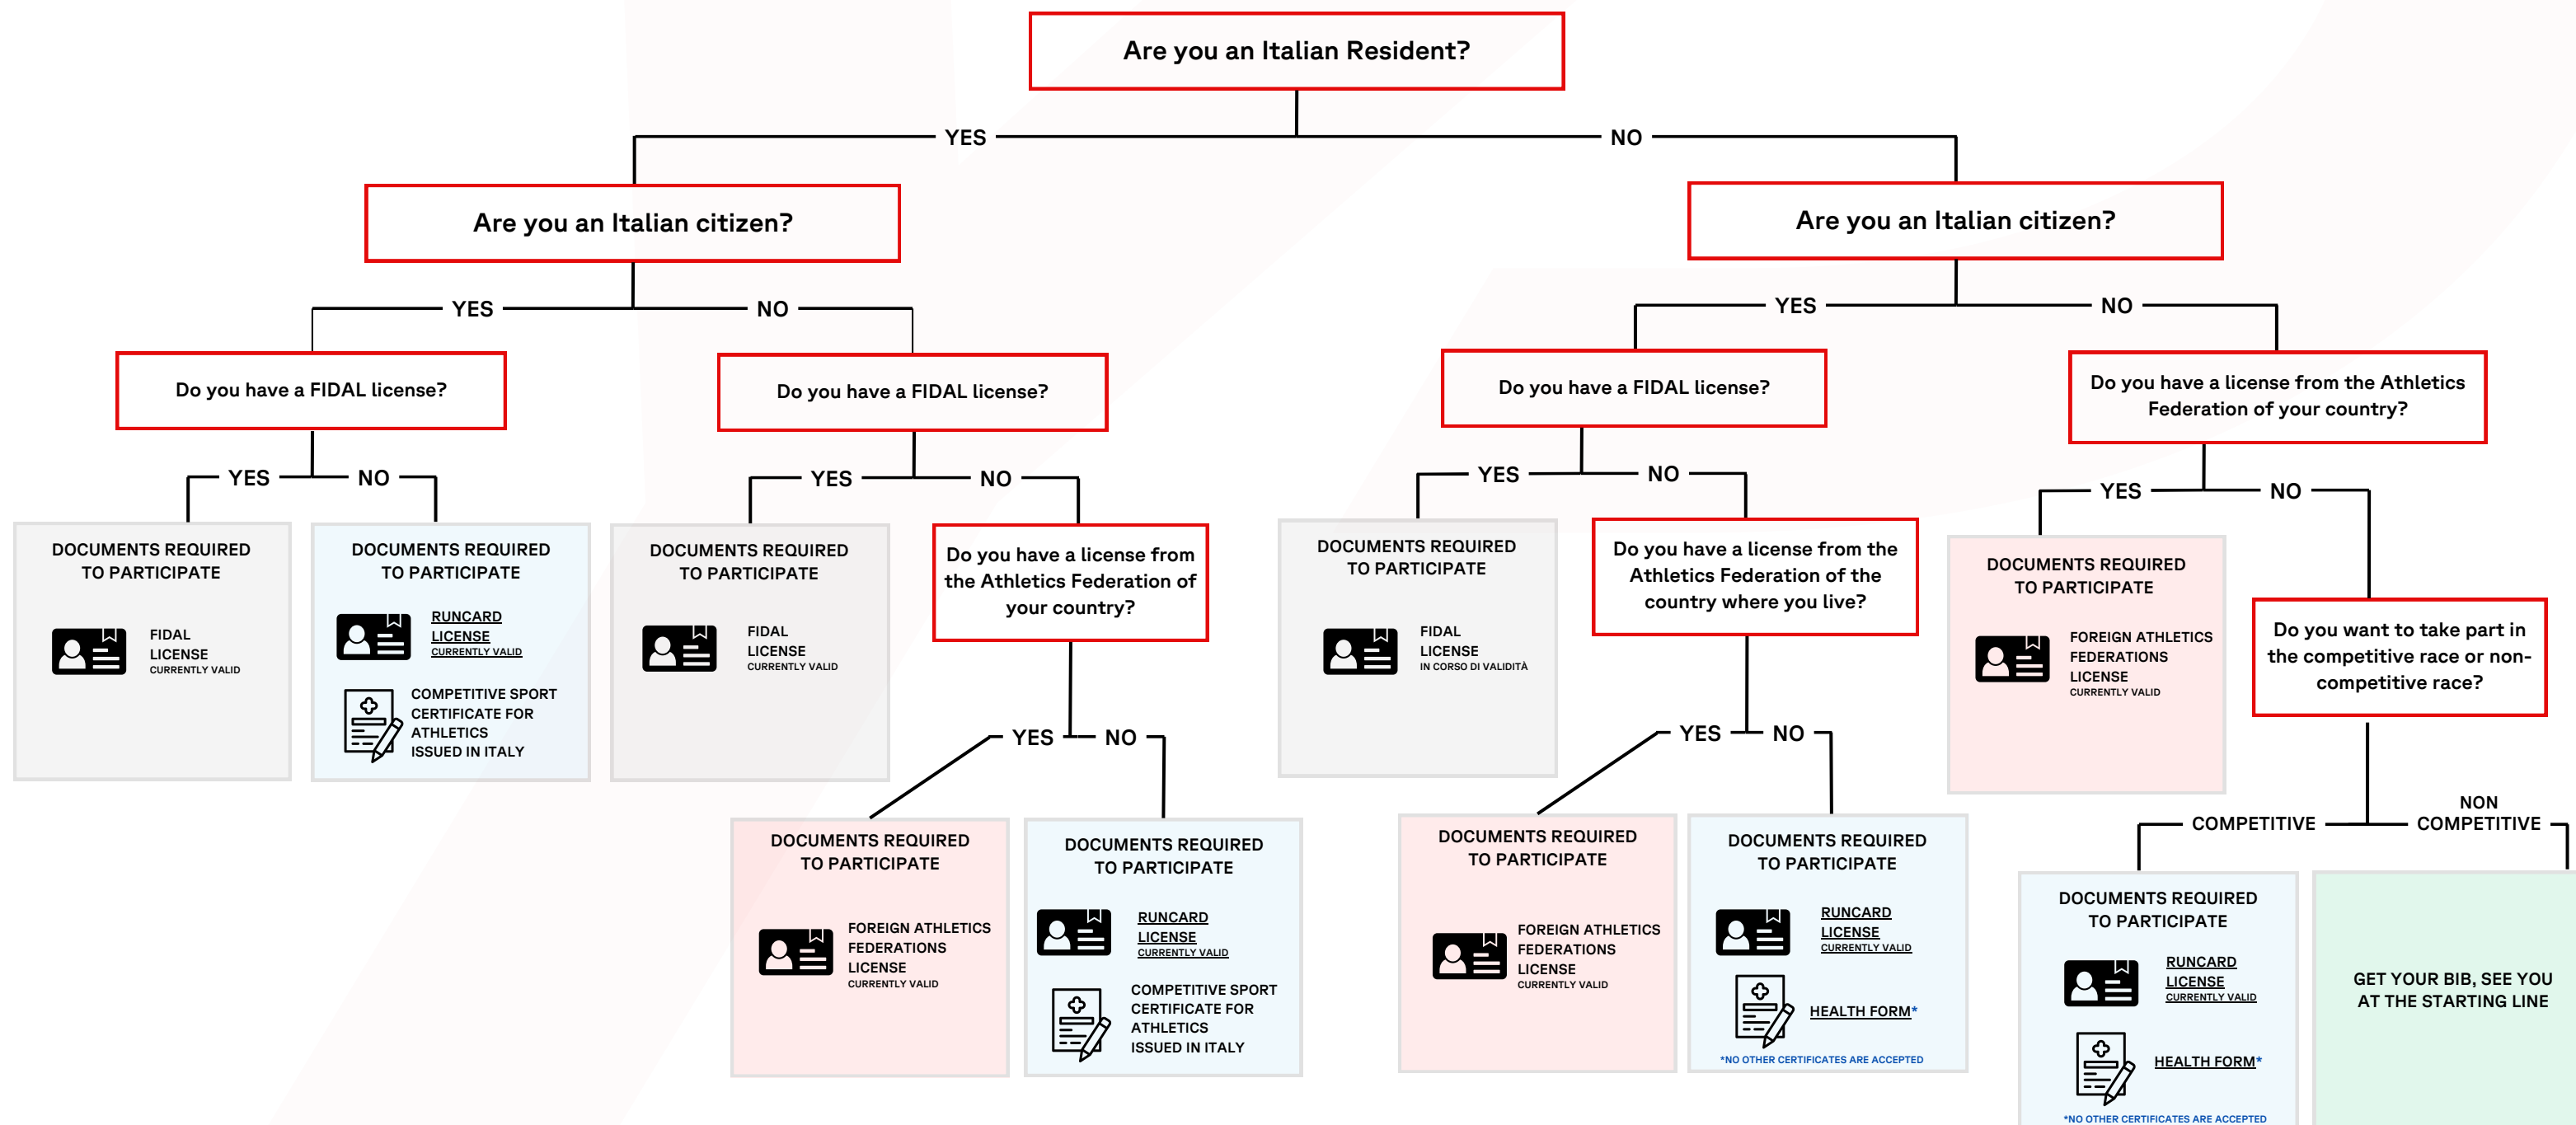 Are you an Italian Resident?
YES
NO
Are you an Italian citizen?
Are you an Italian citizen?
YES
NO
YES
NO
Do you have a FIDAL license?
Do you have a FIDAL license?
Do you have a FIDAL license?
Do you have a license from the Athletics
Federation of your country?
YES
NO
YES
NO
YES
NO
YES
NO
DOCUMENTS REQUIRED
TO PARTICIPATE
FIDAL
LICENSE
CURRENTLY VALID
DOCUMENTS REQUIRED
TO PARTICIPATE
RUNCARD
LICENSE
CURRENTLY VALID
COMPETITIVE SPORT
CERTIFICATE FOR
ATHLETICS
ISSUED IN ITALY
DOCUMENTS REQUIRED
TO PARTICIPATE
FIDAL
LICENSE
CURRENTLY VALID
Do you have a license from
the Athletics Federation of
your country?
DOCUMENTS REQUIRED
TO PARTICIPATE
FIDAL
LICENSE
IN CORSO DI VALIDITÀ
Do you have a license from the
Athletics Federation of the
country where you live?
DOCUMENTS REQUIRED
TO PARTICIPATE
FOREIGN ATHLETICS
FEDERATIONS
LICENSE
CURRENTLY VALID
Do you want to take part in
the competitive race or non-
competitive race?
YES
NO
YES
NO
COMPETITIVE
NON
COMPETITIVE
DOCUMENTS REQUIRED
TO PARTICIPATE
FOREIGN ATHLETICS
FEDERATIONS
LICENSE
CURRENTLY VALID
DOCUMENTS REQUIRED
TO PARTICIPATE
RUNCARD
LICENSE
CURRENTLY VALID
COMPETITIVE SPORT
CERTIFICATE FOR
ATHLETICS
ISSUED IN ITALY
DOCUMENTS REQUIRED
TO PARTICIPATE
FOREIGN ATHLETICS
FEDERATIONS
LICENSE
CURRENTLY VALID
DOCUMENTS REQUIRED
TO PARTICIPATE
RUNCARD
LICENSE
CURRENTLY VALID
HEALTH FORM*
*NO OTHER CERTIFICATES ARE ACCEPTED
DOCUMENTS REQUIRED
TO PARTICIPATE
RUNCARD
LICENSE
CURRENTLY VALID
HEALTH FORM*
*NO OTHER CERTIFICATES ARE ACCEPTED
GET YOUR BIB, SEE YOU
AT THE STARTING LINE